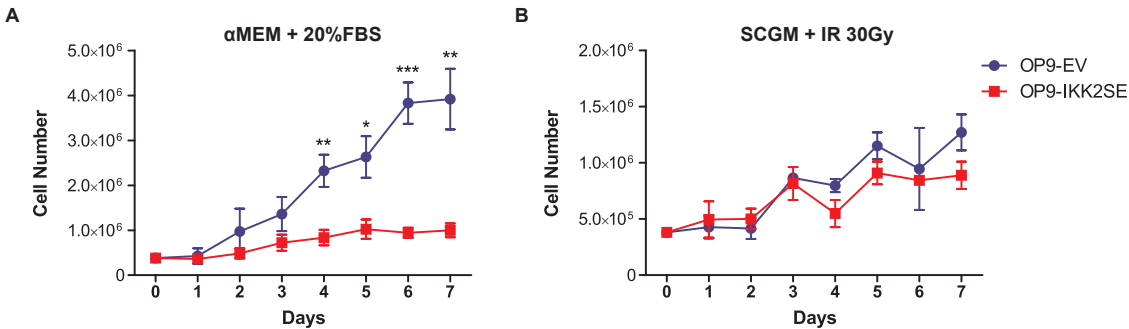 A
αMEM + 20%FBS
Cell Number
5.0×10⁶
4.0×10⁶
3.0×10⁶
2.0×10⁶
1.0×10⁶
0
**
*
***
**
0 1 2 3 4 5 6 7
Days
B
SCGM + IR 30Gy
Cell Number
2.0×10⁶
1.5×10⁶
1.0×10⁶
5.0×10⁵
0
0 1 2 3 4 5 6 7
Days
OP9-EV
OP9-IKK2SE